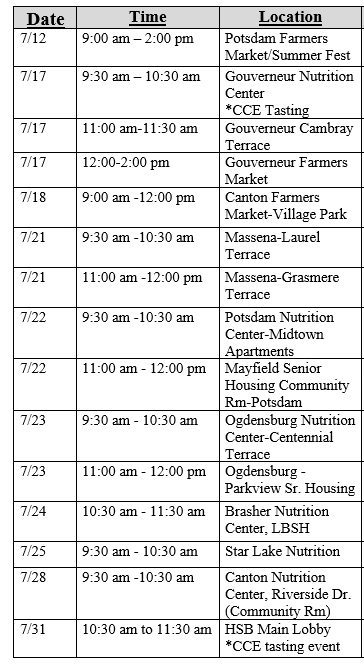 Date Time Location
7/12 9:00 am – 2:00 pm Potsdam Farmers
Market/Summer Fest
7/17 9:30 am – 10:30 am Gouverneur Nutrition
Center
*CCE Tasting
7/17 11:00 am-11:30 am Gouverneur Cambray
Terrace
7/17 12:00-2:00 pm Gouverneur Farmers
Market
7/18 9:00 am -12:00 pm Canton Farmers
Market-Village Park
7/21 9:30 am -10:30 am Massena-Laurel
Terrace
7/21 11:00 am -12:00 pm Massena-Grasmere
Terrace
7/22 9:30 am -10:30 am Potsdam Nutrition
Center-Midtown
Apartments
7/22 11:00 am - 12:00 pm Mayfield Senior
Housing Community
Rm-Potsdam
7/23 9:30 am - 10:30 am Ogdensburg Nutrition
Center-Centennial
Terrace
7/23 11:00 am - 12:00 pm Ogdensburg -
Parkview Sr. Housing
7/24 10:30 am - 11:30 am Brasher Nutrition
Center, LBSH
7/25 9:30 am - 10:30 am Star Lake Nutrition
7/28 9:30 am -10:30 am Canton Nutrition
Center, Riverside Dr.
(Community Rm)
7/31 10:30 am to 11:30 am HSB Main Lobby
*CCE tasting event